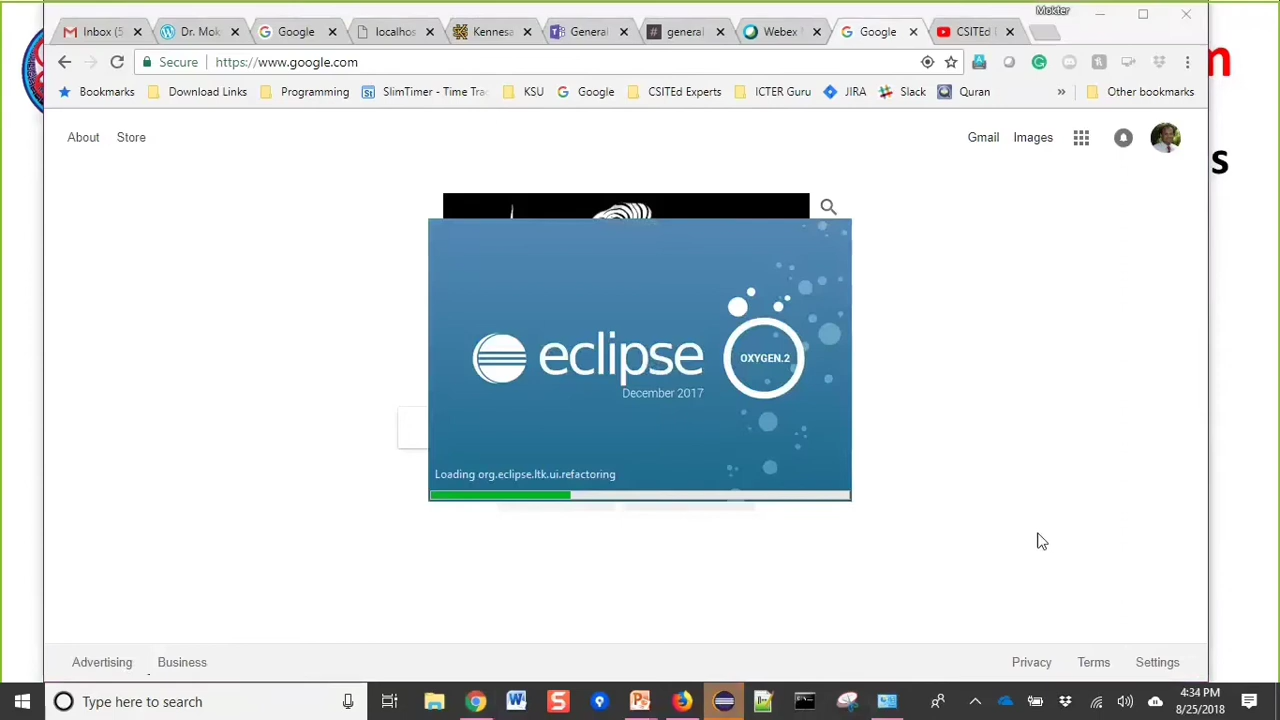 Mokter
Inbox (5
Dr. Mok
Google
localhos
Kennesa
General
general
Webex
Google
CSITEd
Secure
https://www.google.com
Bookmarks
Download Links
Programming
SlimTimer - Time Tra
KSU
Google
CSITEd Experts
ICTER Guru
JIRA
Slack
Quran
»
Other bookmarks
s
About
Store
Gmail
Images
eclipse
OXYGEN.2
December 2017
Loading org.eclipse.ltk.ui.refactoring
Advertising
Business
Privacy
Terms
Settings
Type here to search
4:34 PM
8/25/2018